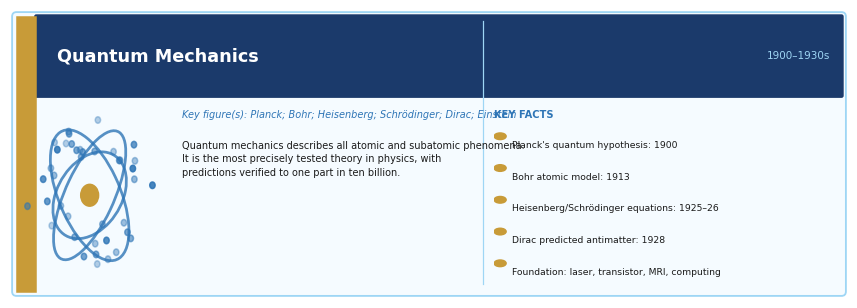 Quantum Mechanics
1900–1930s
Key figure(s): Planck; Bohr; Heisenberg; Schrödinger; Dirac; Einstein
Quantum mechanics describes all atomic and subatomic phenomena.
It is the most precisely tested theory in physics, with
predictions verified to one part in ten billion.
KEY FACTS
Planck's quantum hypothesis: 1900
Bohr atomic model: 1913
Heisenberg/Schrödinger equations: 1925–26
Dirac predicted antimatter: 1928
Foundation: laser, transistor, MRI, computing